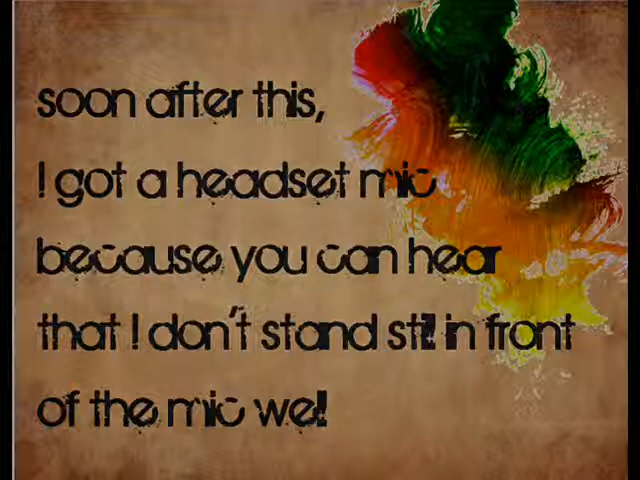 soon after this,
I got a headset mic
because you can hear
that I don't stand still in front
of the mic well